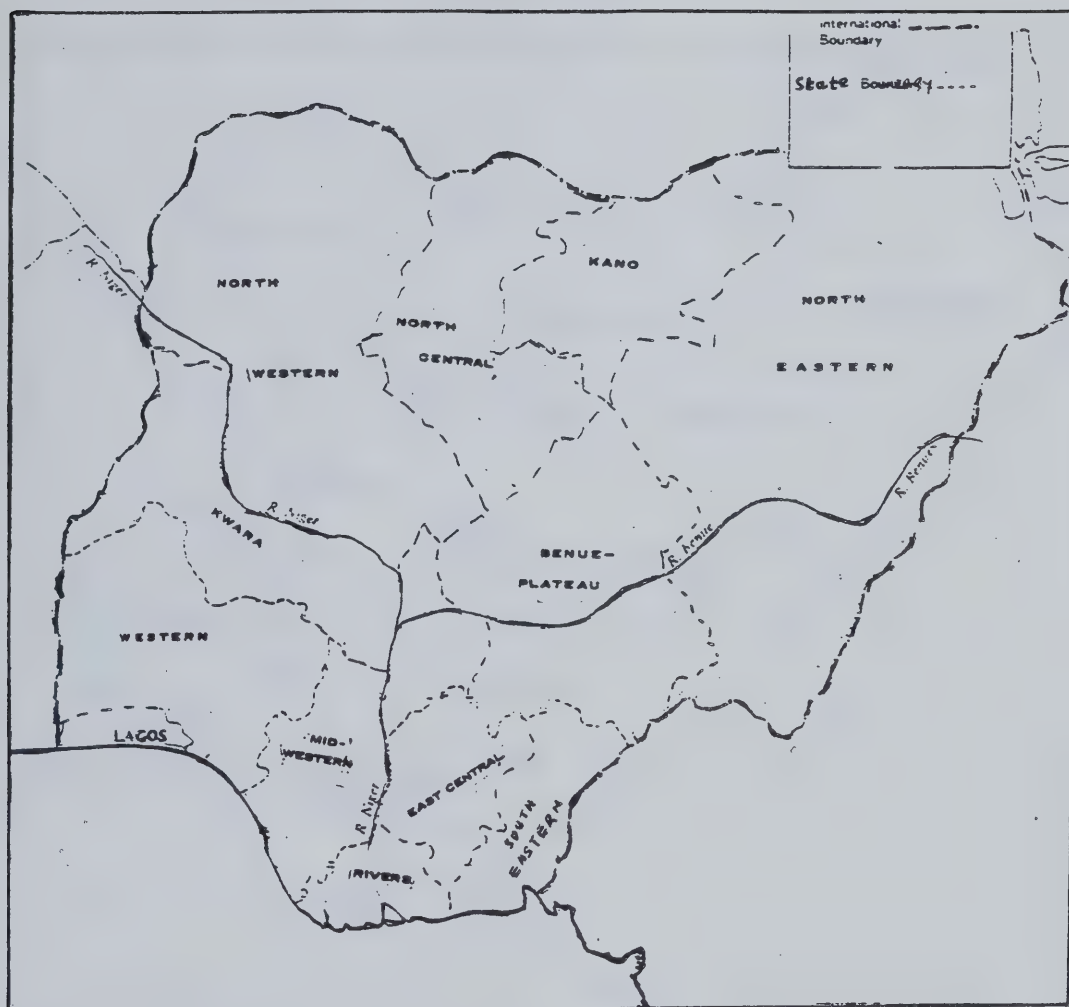 International
Boundary
State Boundary
KANO
R. Niger
NORTH
NORTH
NORTH
CENTRAL
WESTERN
EASTERN
R. Benue
R. Niger
KWARA
BENUE-
PLATEAU
R. Benue
WESTERN
LAGOS
MID-
WESTERN
EAST CENTRAL
R. Niger
SOUTH
EASTERN
RIVERS